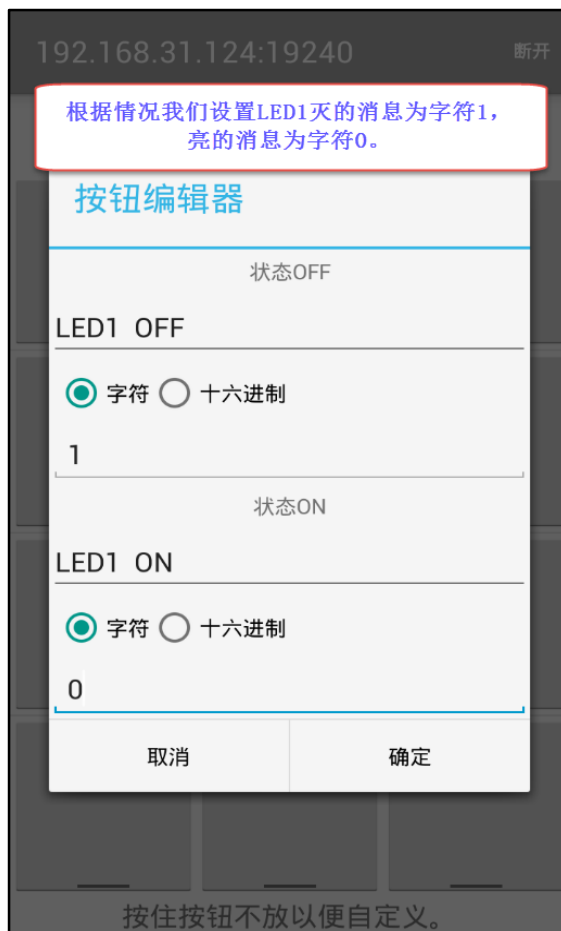 192.168.31.124:19240
断开
根据情况我们设置LED1灭的消息为字符1，
亮的消息为字符0。
按钮编辑器
状态OFF
LED1 OFF
字符 十六进制
1
状态ON
LED1 ON
字符 十六进制
0
取消 确定
按住按钮不放以便自定义。